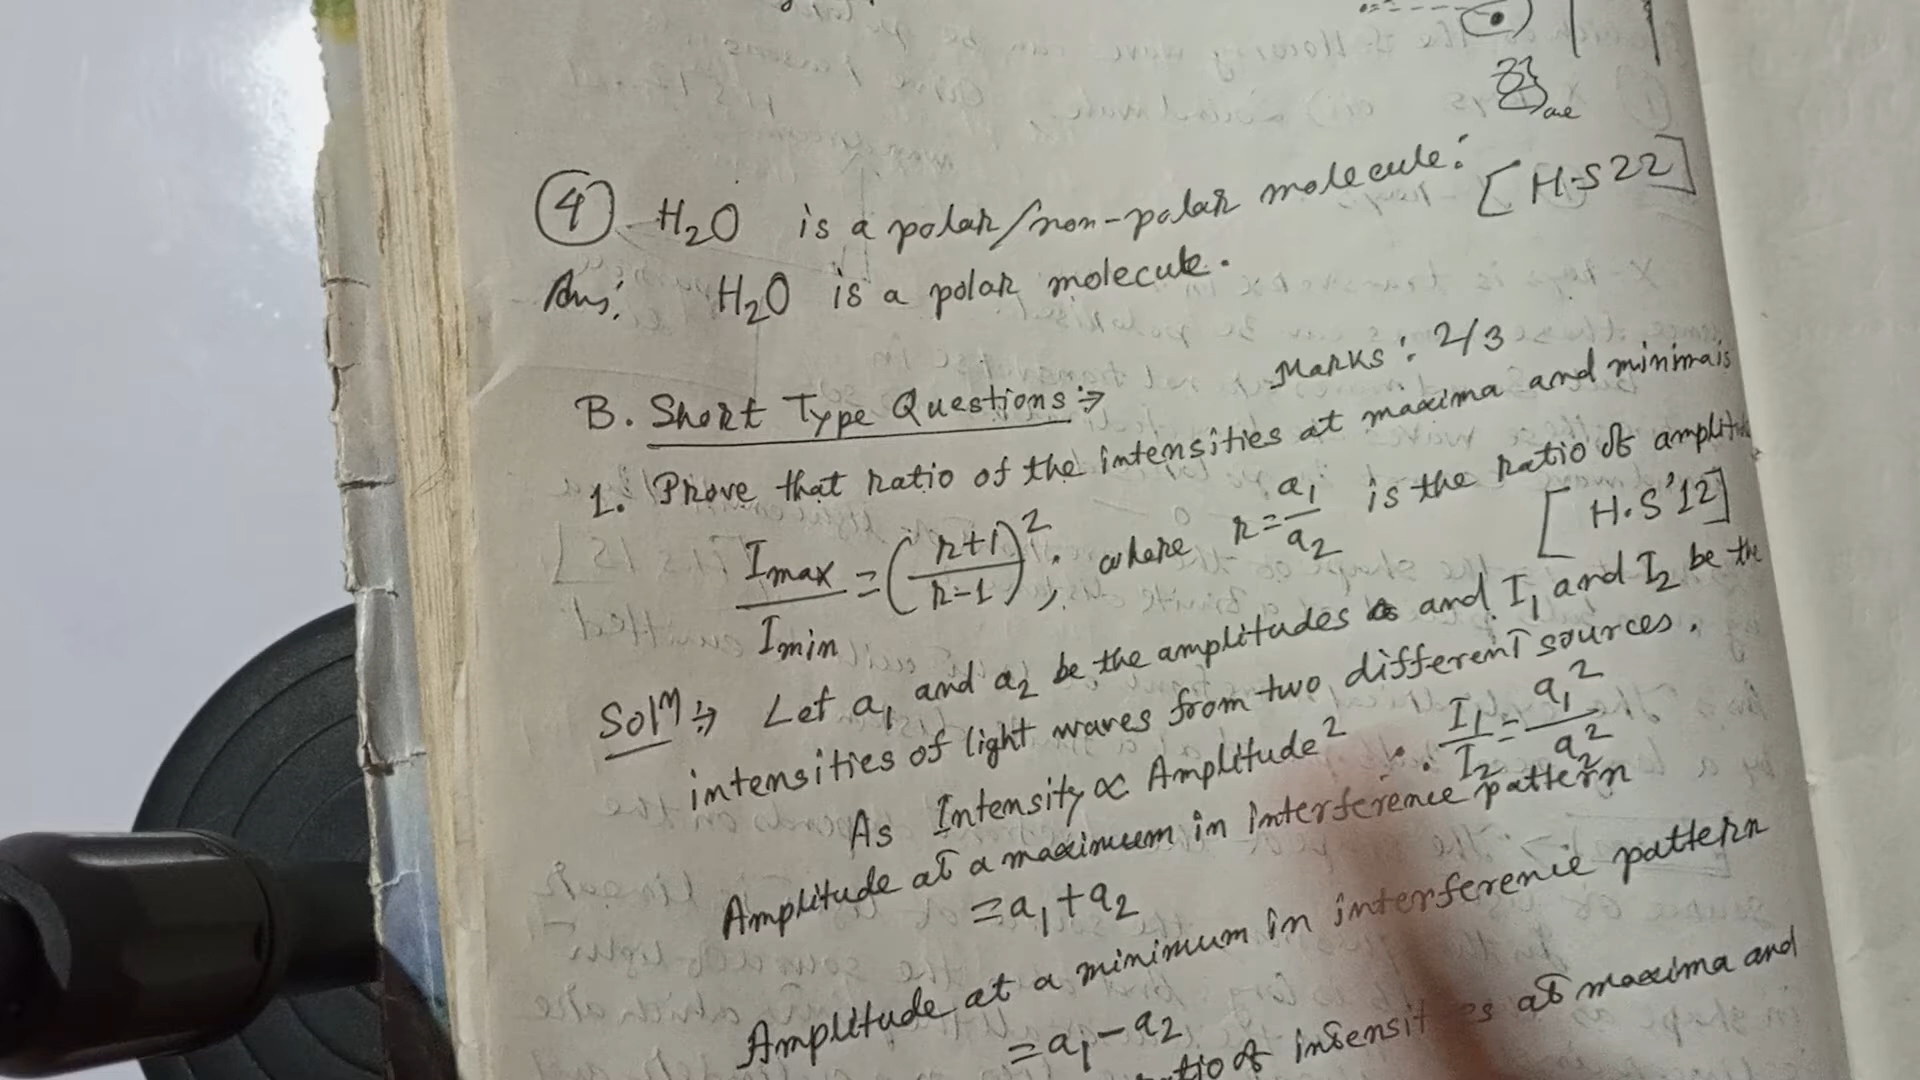 ④ H₂O is a polar/non-polar molecule: [H.S 22]
Ans: H₂O is a polar molecule.
Marks: 2/3
B. Short Type Questions:→
1. Prove that ratio of the intensities at maxima and minima is
I max / I min = (r+1 / r-1)², where r = a₁/a₂ is the ratio of
[H.S '12]
Solⁿ:→ Let a₁ and a₂ be the amplitudes and I₁ and I₂ be the
intensities of light waves from two different sources.
As Intensity ∝ Amplitude² ∴ I₁/I₂ = a₁²/a₂²
Amplitude at a maximum in interference pattern
= a₁ + a₂
Amplitude at a minimum in interference pattern
= a₁ - a₂
of at maxima and